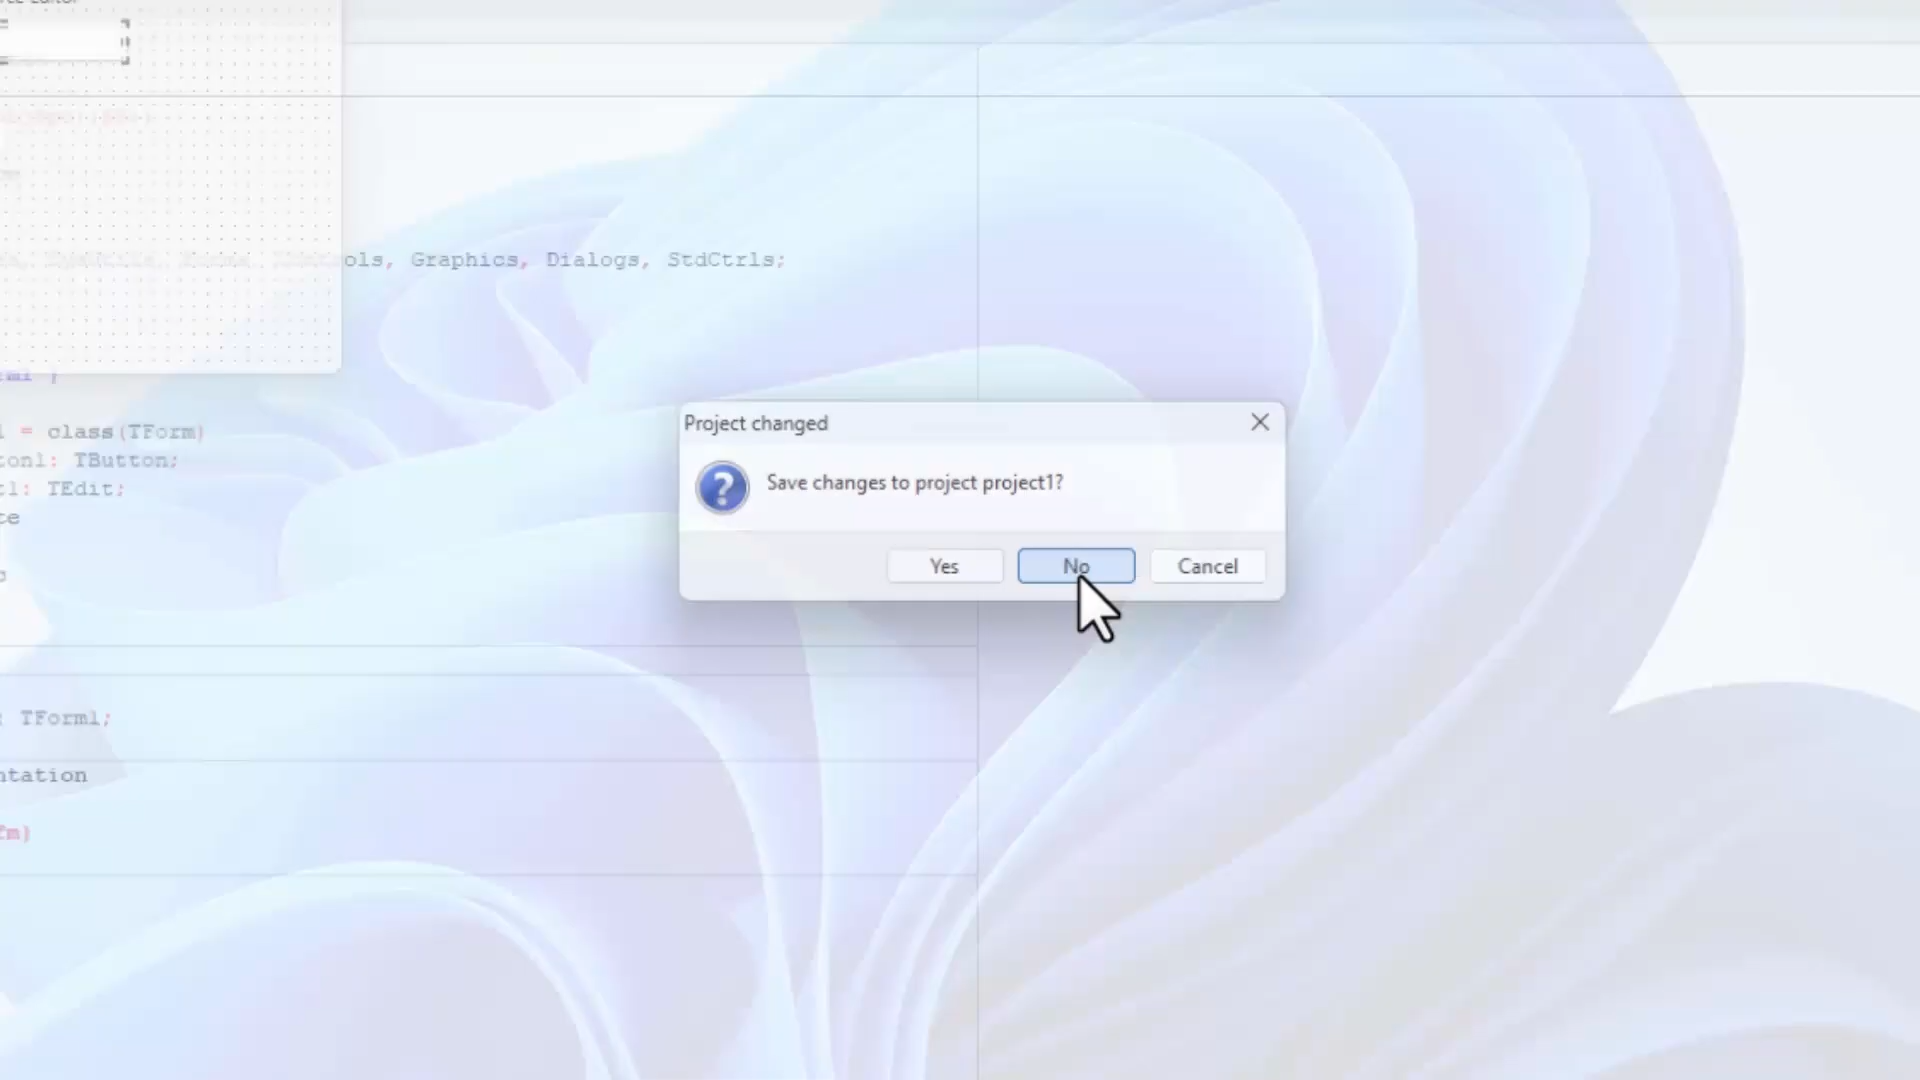 ols, Graphics, Dialogs, StdCtrls;
= class(TForm)
TButton;
TEdit;
Project changed
Save changes to project project1?
Yes
No
Cancel
TForm1;